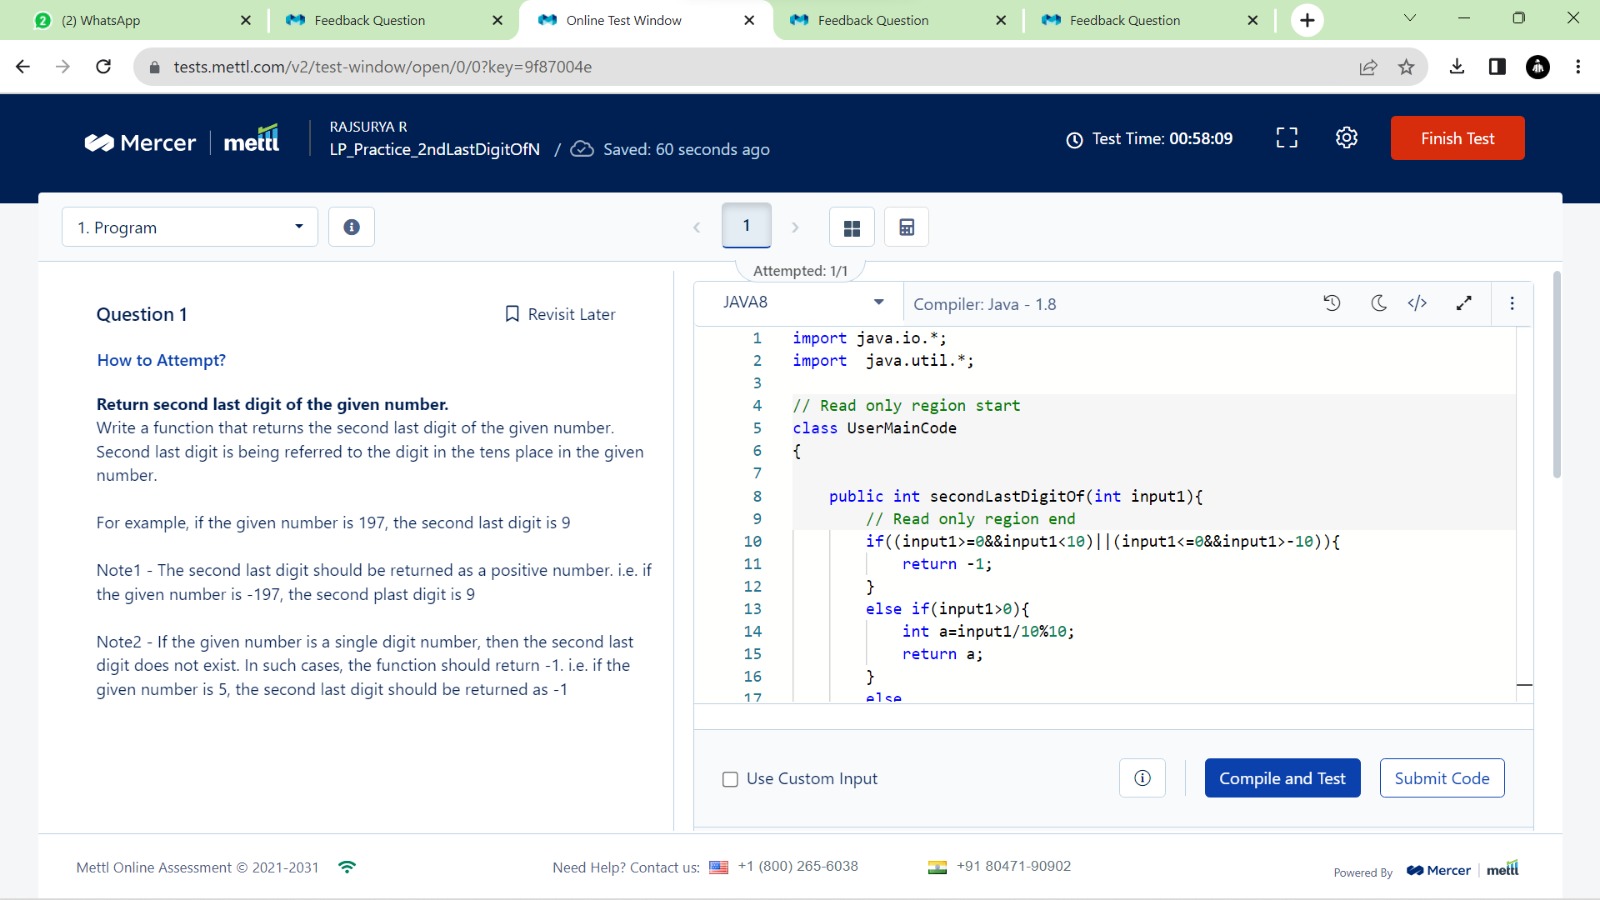 2 (2) WhatsApp
Feedback Question
Online Test Window
Feedback Question
Feedback Question
tests.mettl.com/v2/test-window/open/0/0?key=9f87004e
Mercer | mettl
RAJSURYA R
LP_Practice_2ndLastDigitOfN / Saved: 60 seconds ago
Test Time: 00:58:09
Finish Test
1. Program
1
Attempted: 1/1
Question 1
Revisit Later
How to Attempt?
Return second last digit of the given number.
Write a function that returns the second last digit of the given number.
Second last digit is being referred to the digit in the tens place in the given
number.
For example, if the given number is 197, the second last digit is 9
Note1 - The second last digit should be returned as a positive number. i.e. if
the given number is -197, the second plast digit is 9
Note2 - If the given number is a single digit number, then the second last
digit does not exist. In such cases, the function should return -1. i.e. if the
given number is 5, the second last digit should be returned as -1
JAVA8
Compiler: Java - 1.8
1 import java.io.*;
2 import  java.util.*;
3
4 // Read only region start
5 class UserMainCode
6 {
7
8 public int secondLastDigitOf(int input1){
9 // Read only region end
10 if((input1>=0&&input1<10)||(input1<=0&&input1>-10)){
11 return -1;
12 }
13 else if(input1>0){
14 int a=input1/10%10;
15 return a;
16 }
17 else
Use Custom Input
Compile and Test
Submit Code
Mettl Online Assessment © 2021-2031
Need Help? Contact us: +1 (800) 265-6038
+91 80471-90902
Powered By Mercer | mettl